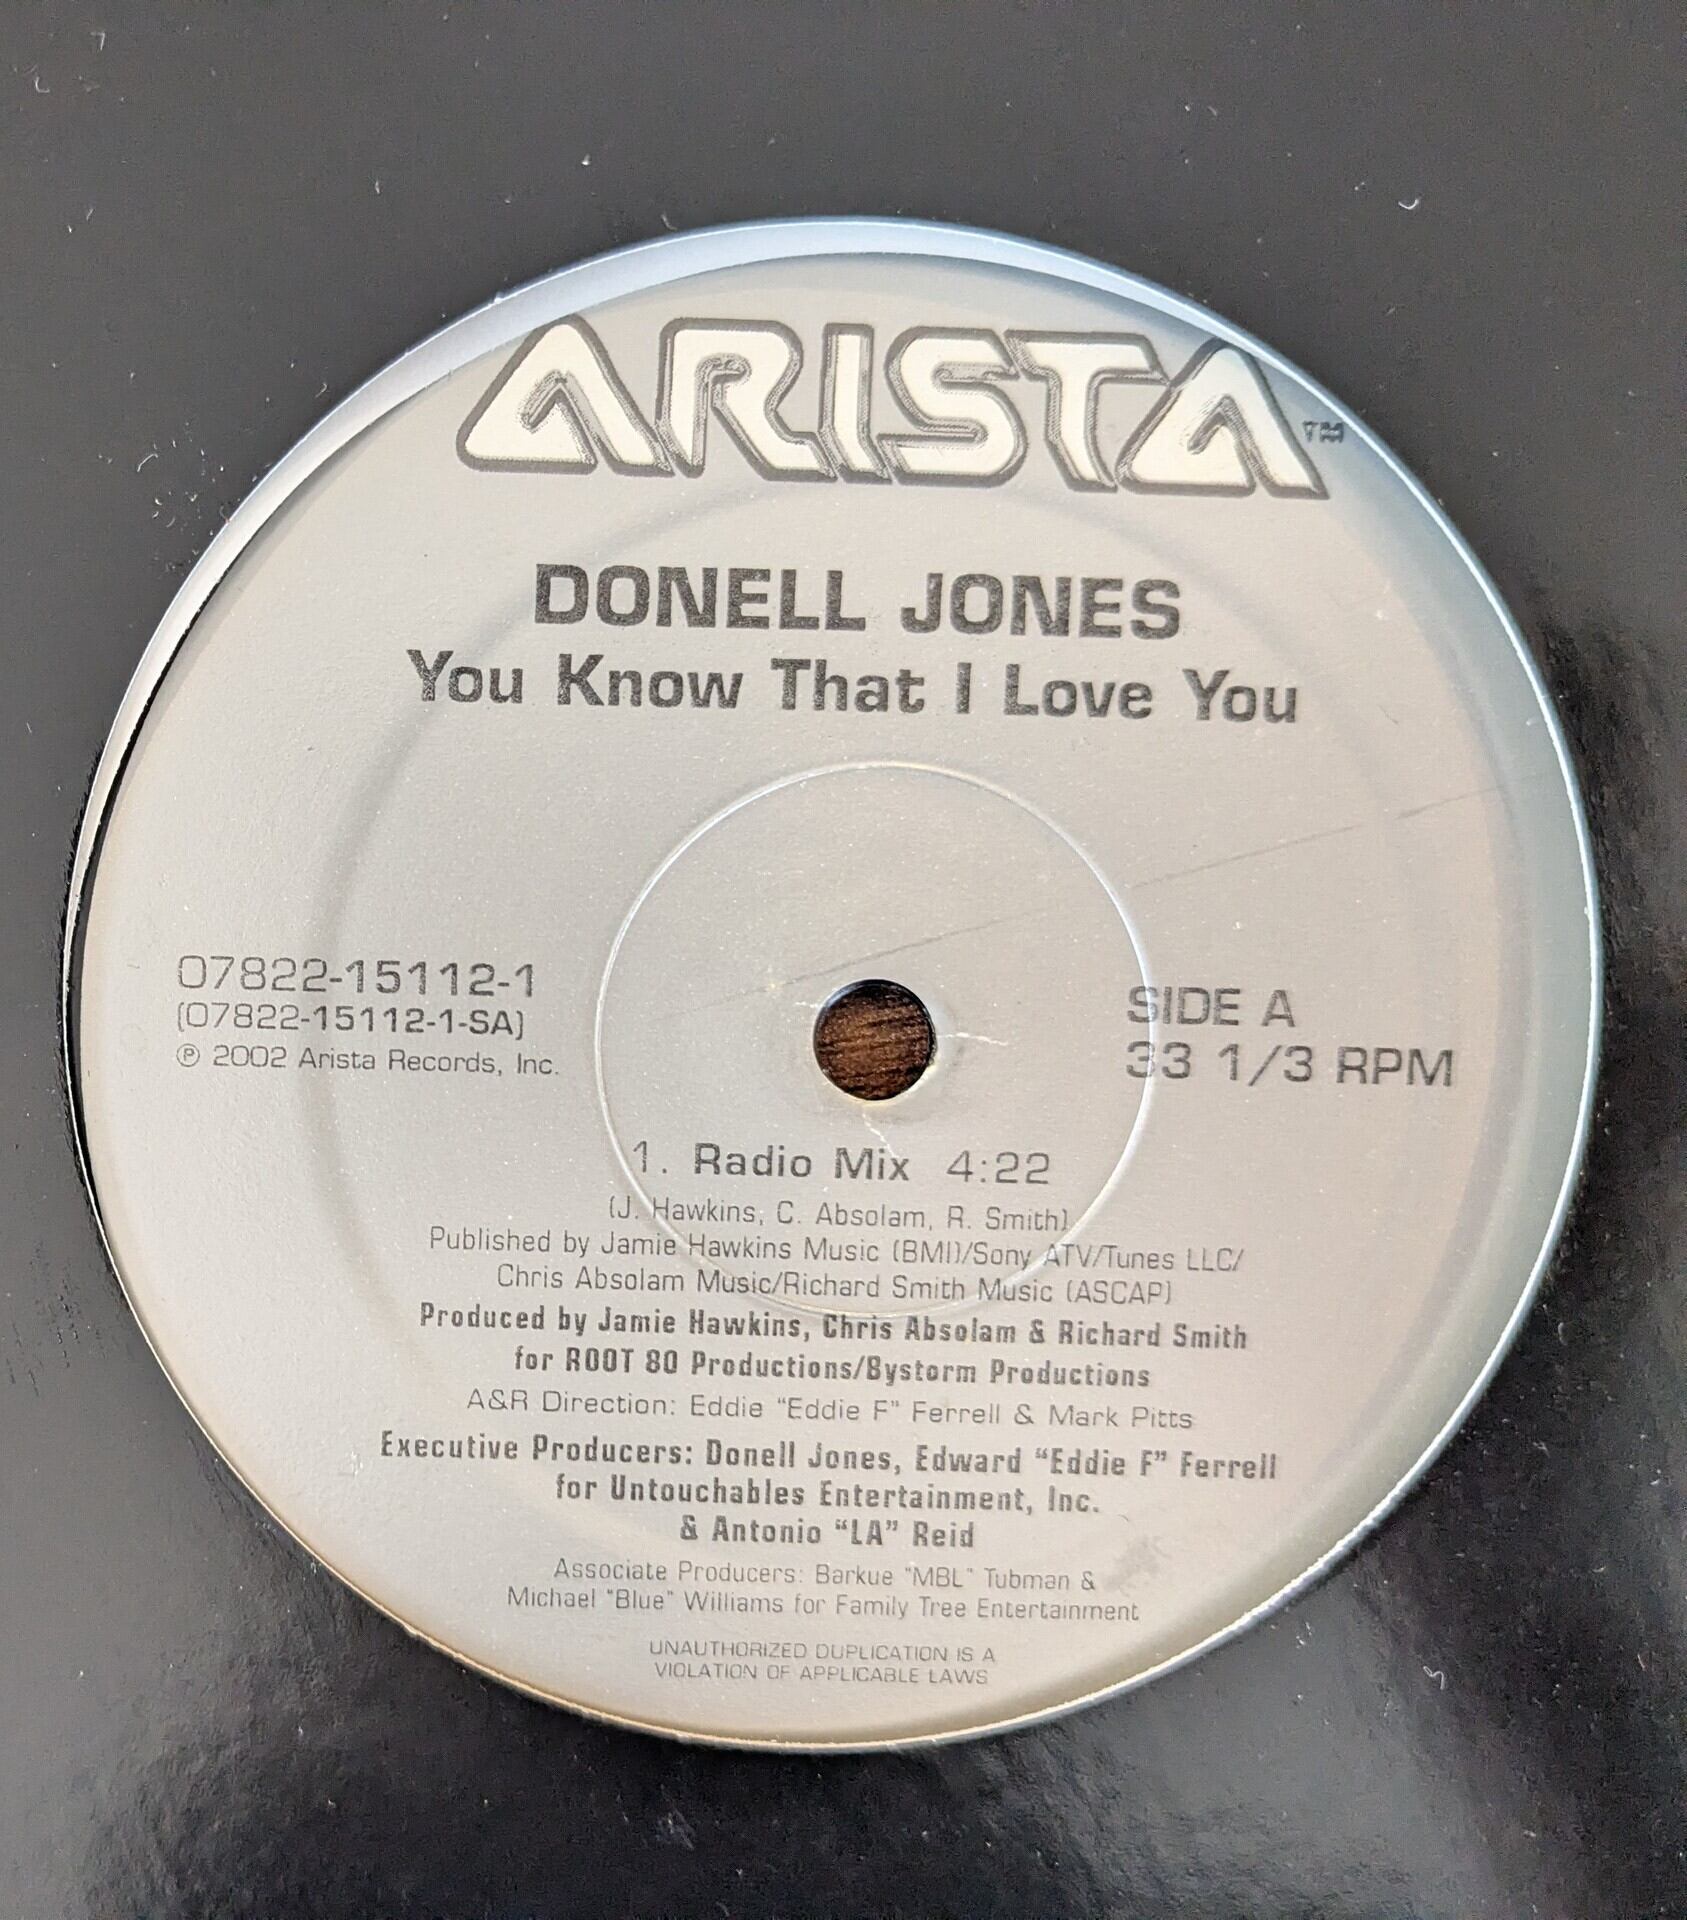 ARISTA™
DONELL JONES
You Know That I Love You
07822-15112-1
(07822-15112-1-SA)
℗ 2002 Arista Records, Inc.
SIDE A
33 1/3 RPM
1. Radio Mix 4:22
(J. Hawkins, C. Absolam, R. Smith)
Published by Jamie Hawkins Music (BMI)/Sony ATV/Tunes LLC/
Chris Absolam Music/Richard Smith Music (ASCAP)
Produced by Jamie Hawkins, Chris Absolam & Richard Smith
for ROOT 80 Productions/Bystorm Productions
A&R Direction: Eddie "Eddie F" Ferrell & Mark Pitts
Executive Producers: Donell Jones, Edward “Eddie F” Ferrell
for Untouchables Entertainment, Inc.
& Antonio “LA” Reid
Associate Producers: Barkue "MBL" Tubman &
Michael "Blue" Williams for Family Tree Entertainment
UNAUTHORIZED DUPLICATION IS A
VIOLATION OF APPLICABLE LAWS